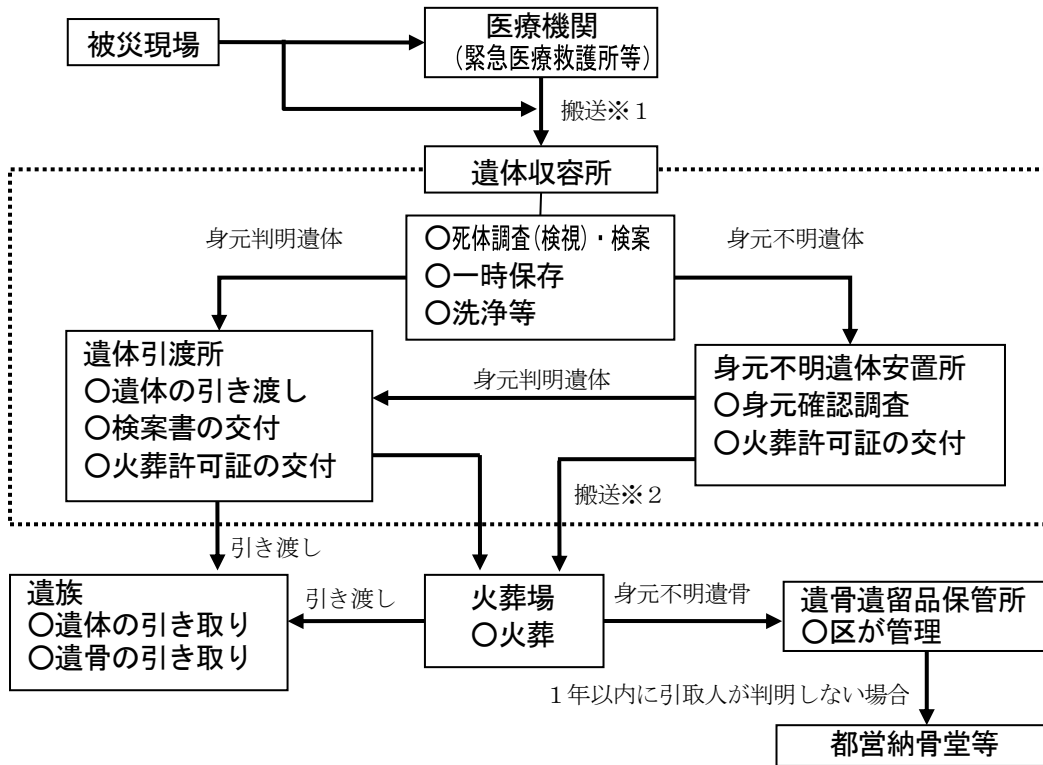 被災現場
医療機関
(緊急医療救護所等)
搬送※1
遺体収容所
身元判明遺体
○死体調査(検視)・検案
○一時保存
○洗浄等
身元不明遺体
遺体引渡所
○遺体の引き渡し
○検案書の交付
○火葬許可証の交付
身元判明遺体
身元不明遺体安置所
○身元確認調査
○火葬許可証の交付
搬送※2
引き渡し
遺族
○遺体の引き取り
○遺骨の引き取り
引き渡し
火葬場
○火葬
身元不明遺骨
遺骨遺留品保管所
○区が管理
1年以内に引取人が判明しない場合
都営納骨堂等